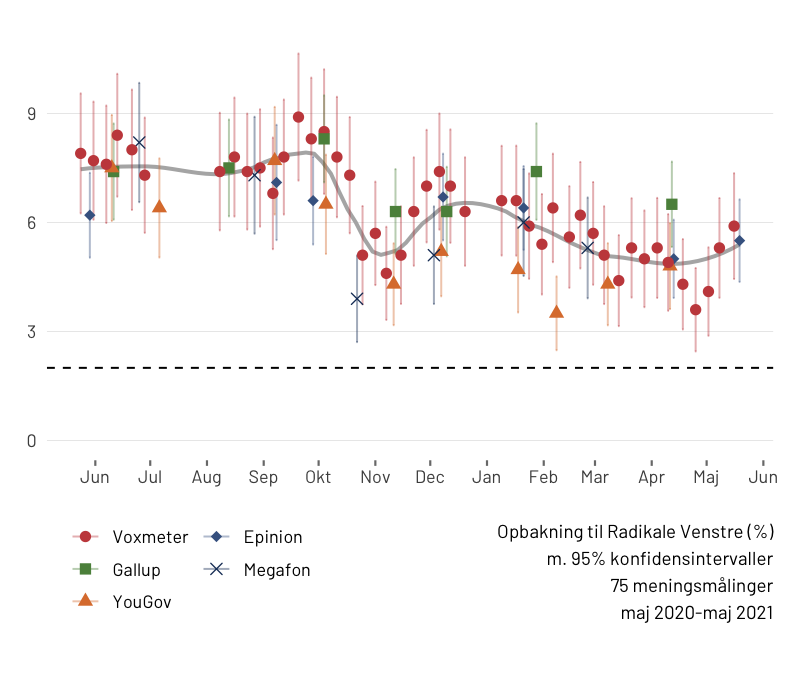 9
6
3
0
Jun Jul Aug Sep Okt Nov Dec Jan Feb Mar Apr Maj Jun
Voxmeter Epinion
Gallup Megafon
YouGov
Opbakning til Radikale Venstre (%)
m. 95% konfidensintervaller
75 meningsmålinger
maj 2020-maj 2021